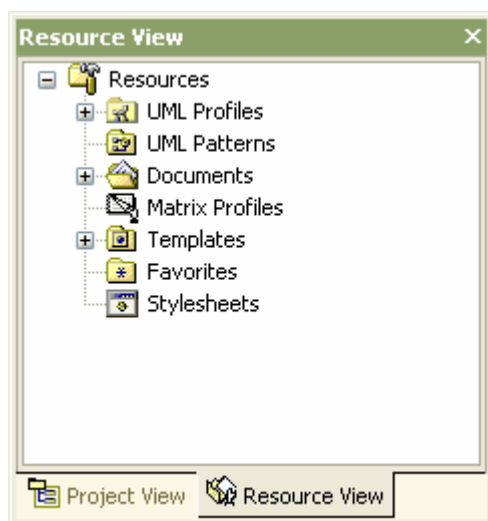 Resource View
Resources
UML Profiles
UML Patterns
Documents
Matrix Profiles
Templates
Favorites
Stylesheets
Project View Resource View